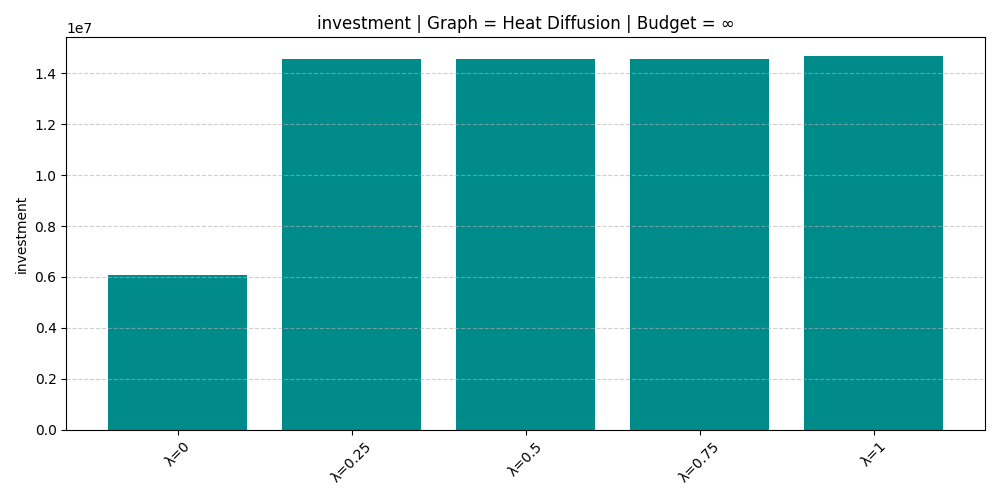 investment | Graph = Heat Diffusion | Budget = ∞
1e7
1.4
1.2
1.0
0.8
0.6
0.4
0.2
0.0
investment
λ=0
λ=0.25
λ=0.5
λ=0.75
λ=1